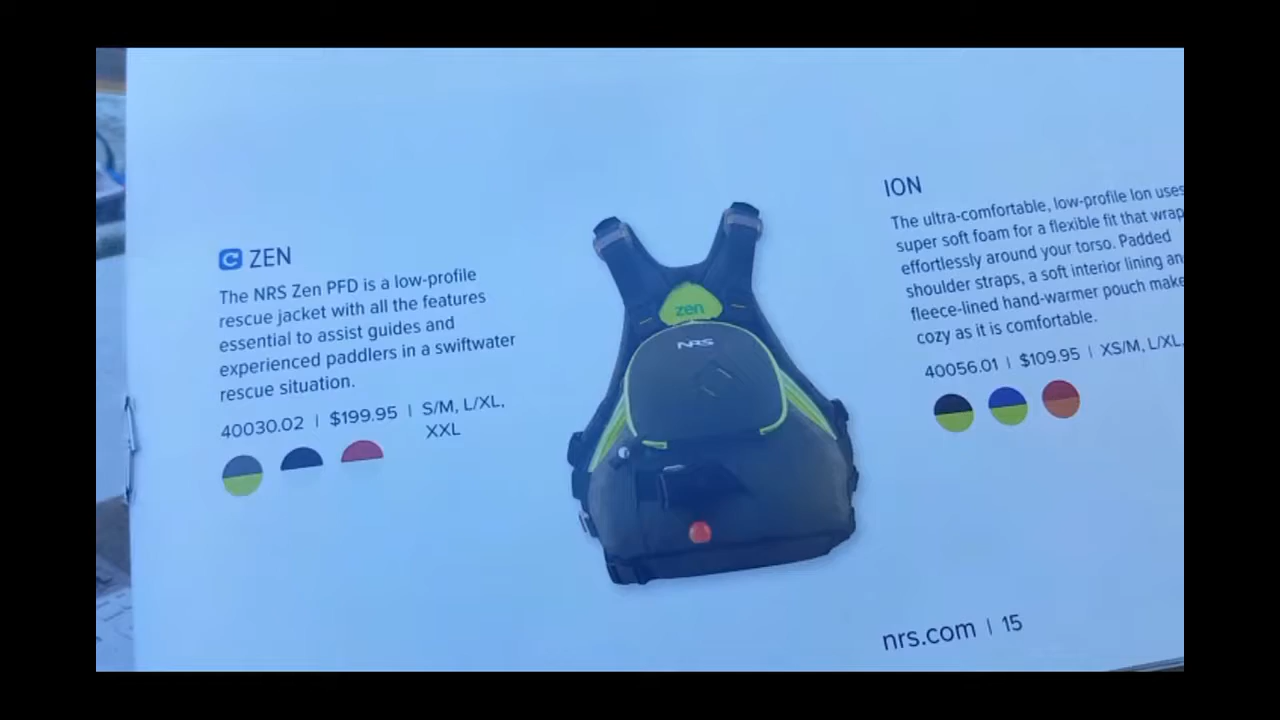 ZEN
The NRS Zen PFD is a low-profile
rescue jacket with all the features
essential to assist guides and
experienced paddlers in a swiftwater
rescue situation.
40030.02 | $199.95 | S/M, L/XL,
XXL
zen
NRS
ION
The ultra-comfortable, low-profile Ion uses
super soft foam for a flexible fit that
effortlessly around your torso. Padded
shoulder straps, a soft interior lining
fleece-lined hand-warmer pouch
cozy as it is comfortable.
40056.01 | $109.95 | XS/M, L/XL,
nrs.com | 15